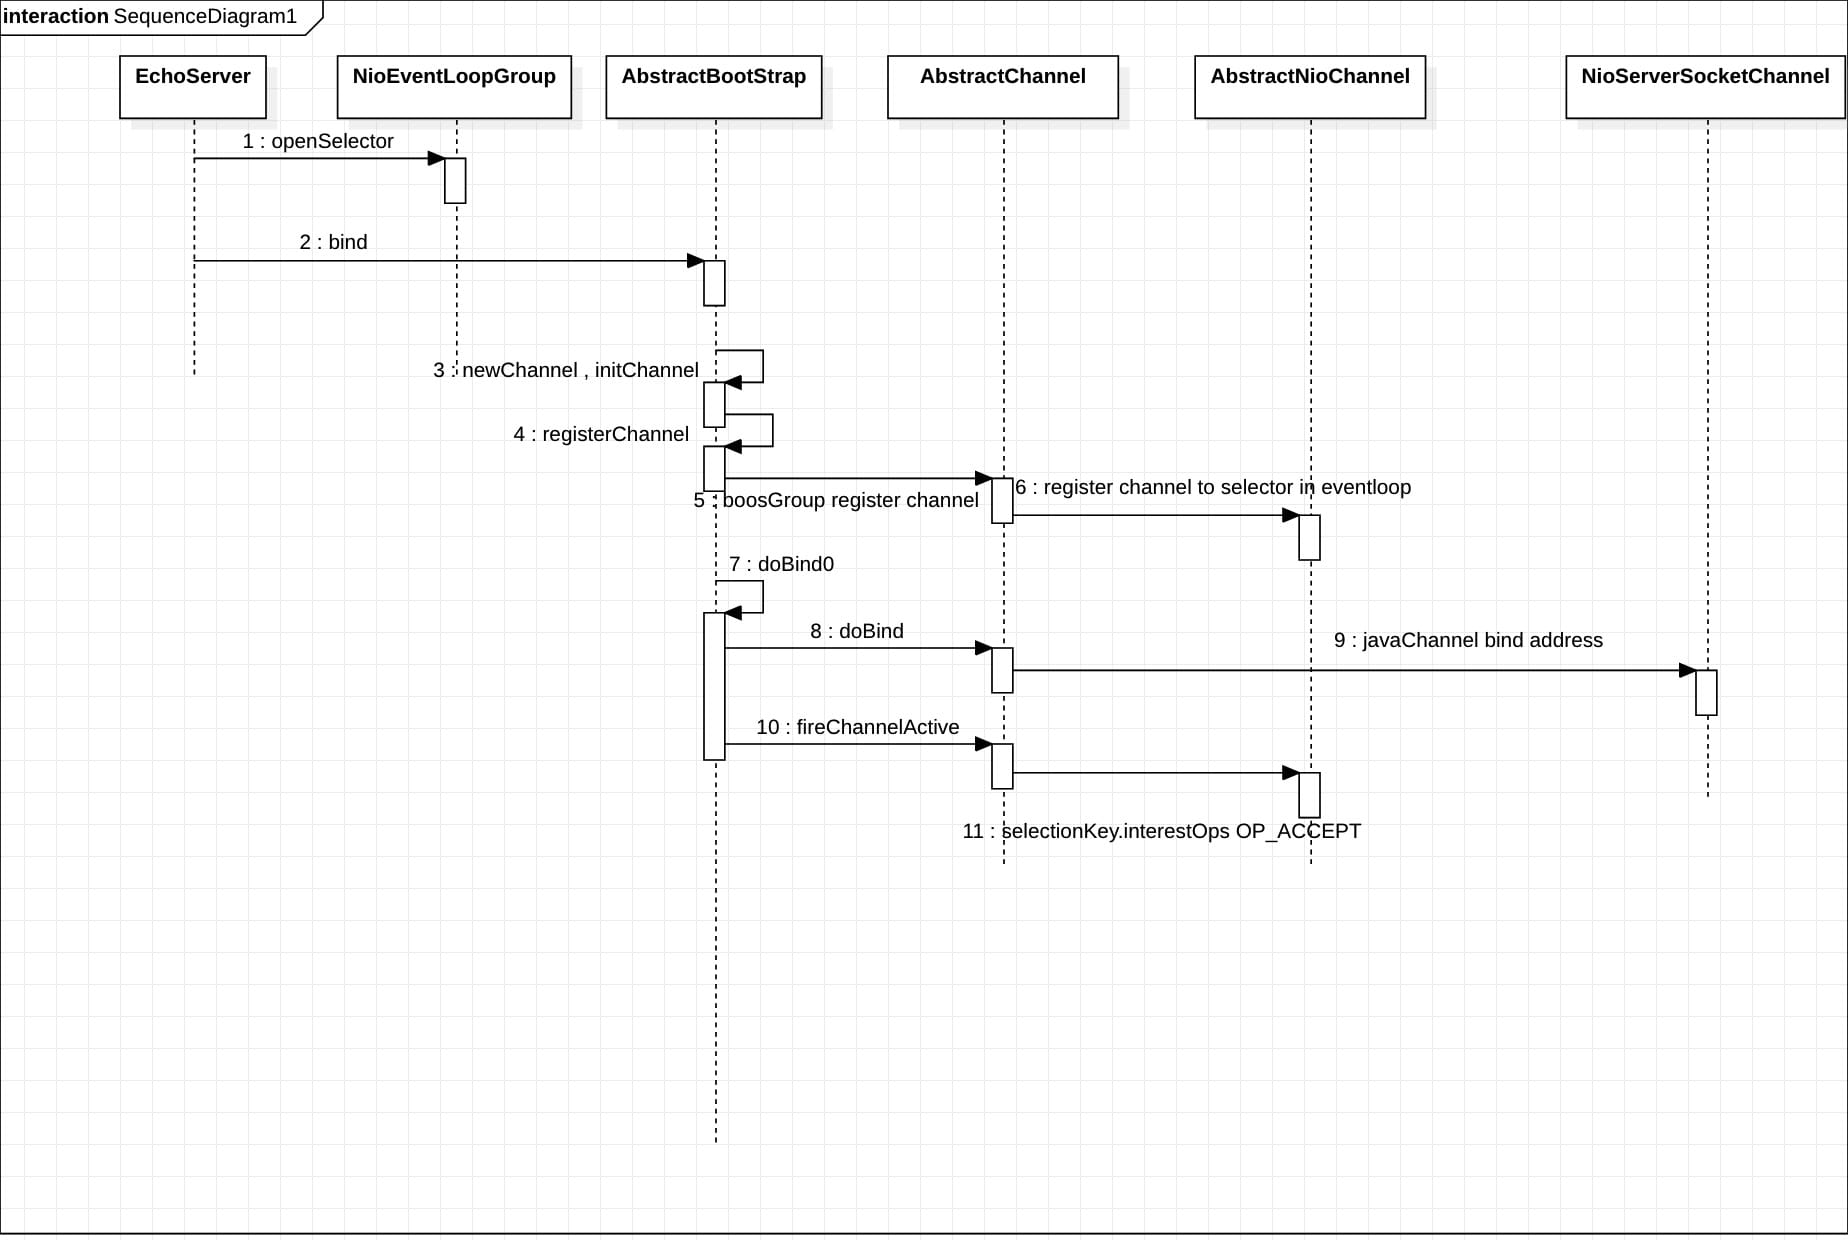 interaction SequenceDiagram1
EchoServer
NioEventLoopGroup
AbstractBootStrap
AbstractChannel
AbstractNioChannel
NioServerSocketChannel
1 : openSelector
2 : bind
3 : newChannel , initChannel
4 : registerChannel
5 : boosGroup register channel
6 : register channel to selector in eventloop
7 : doBind0
8 : doBind
9 : javaChannel bind address
10 : fireChannelActive
11 : selectionKey.interestOps OP_ACCEPT